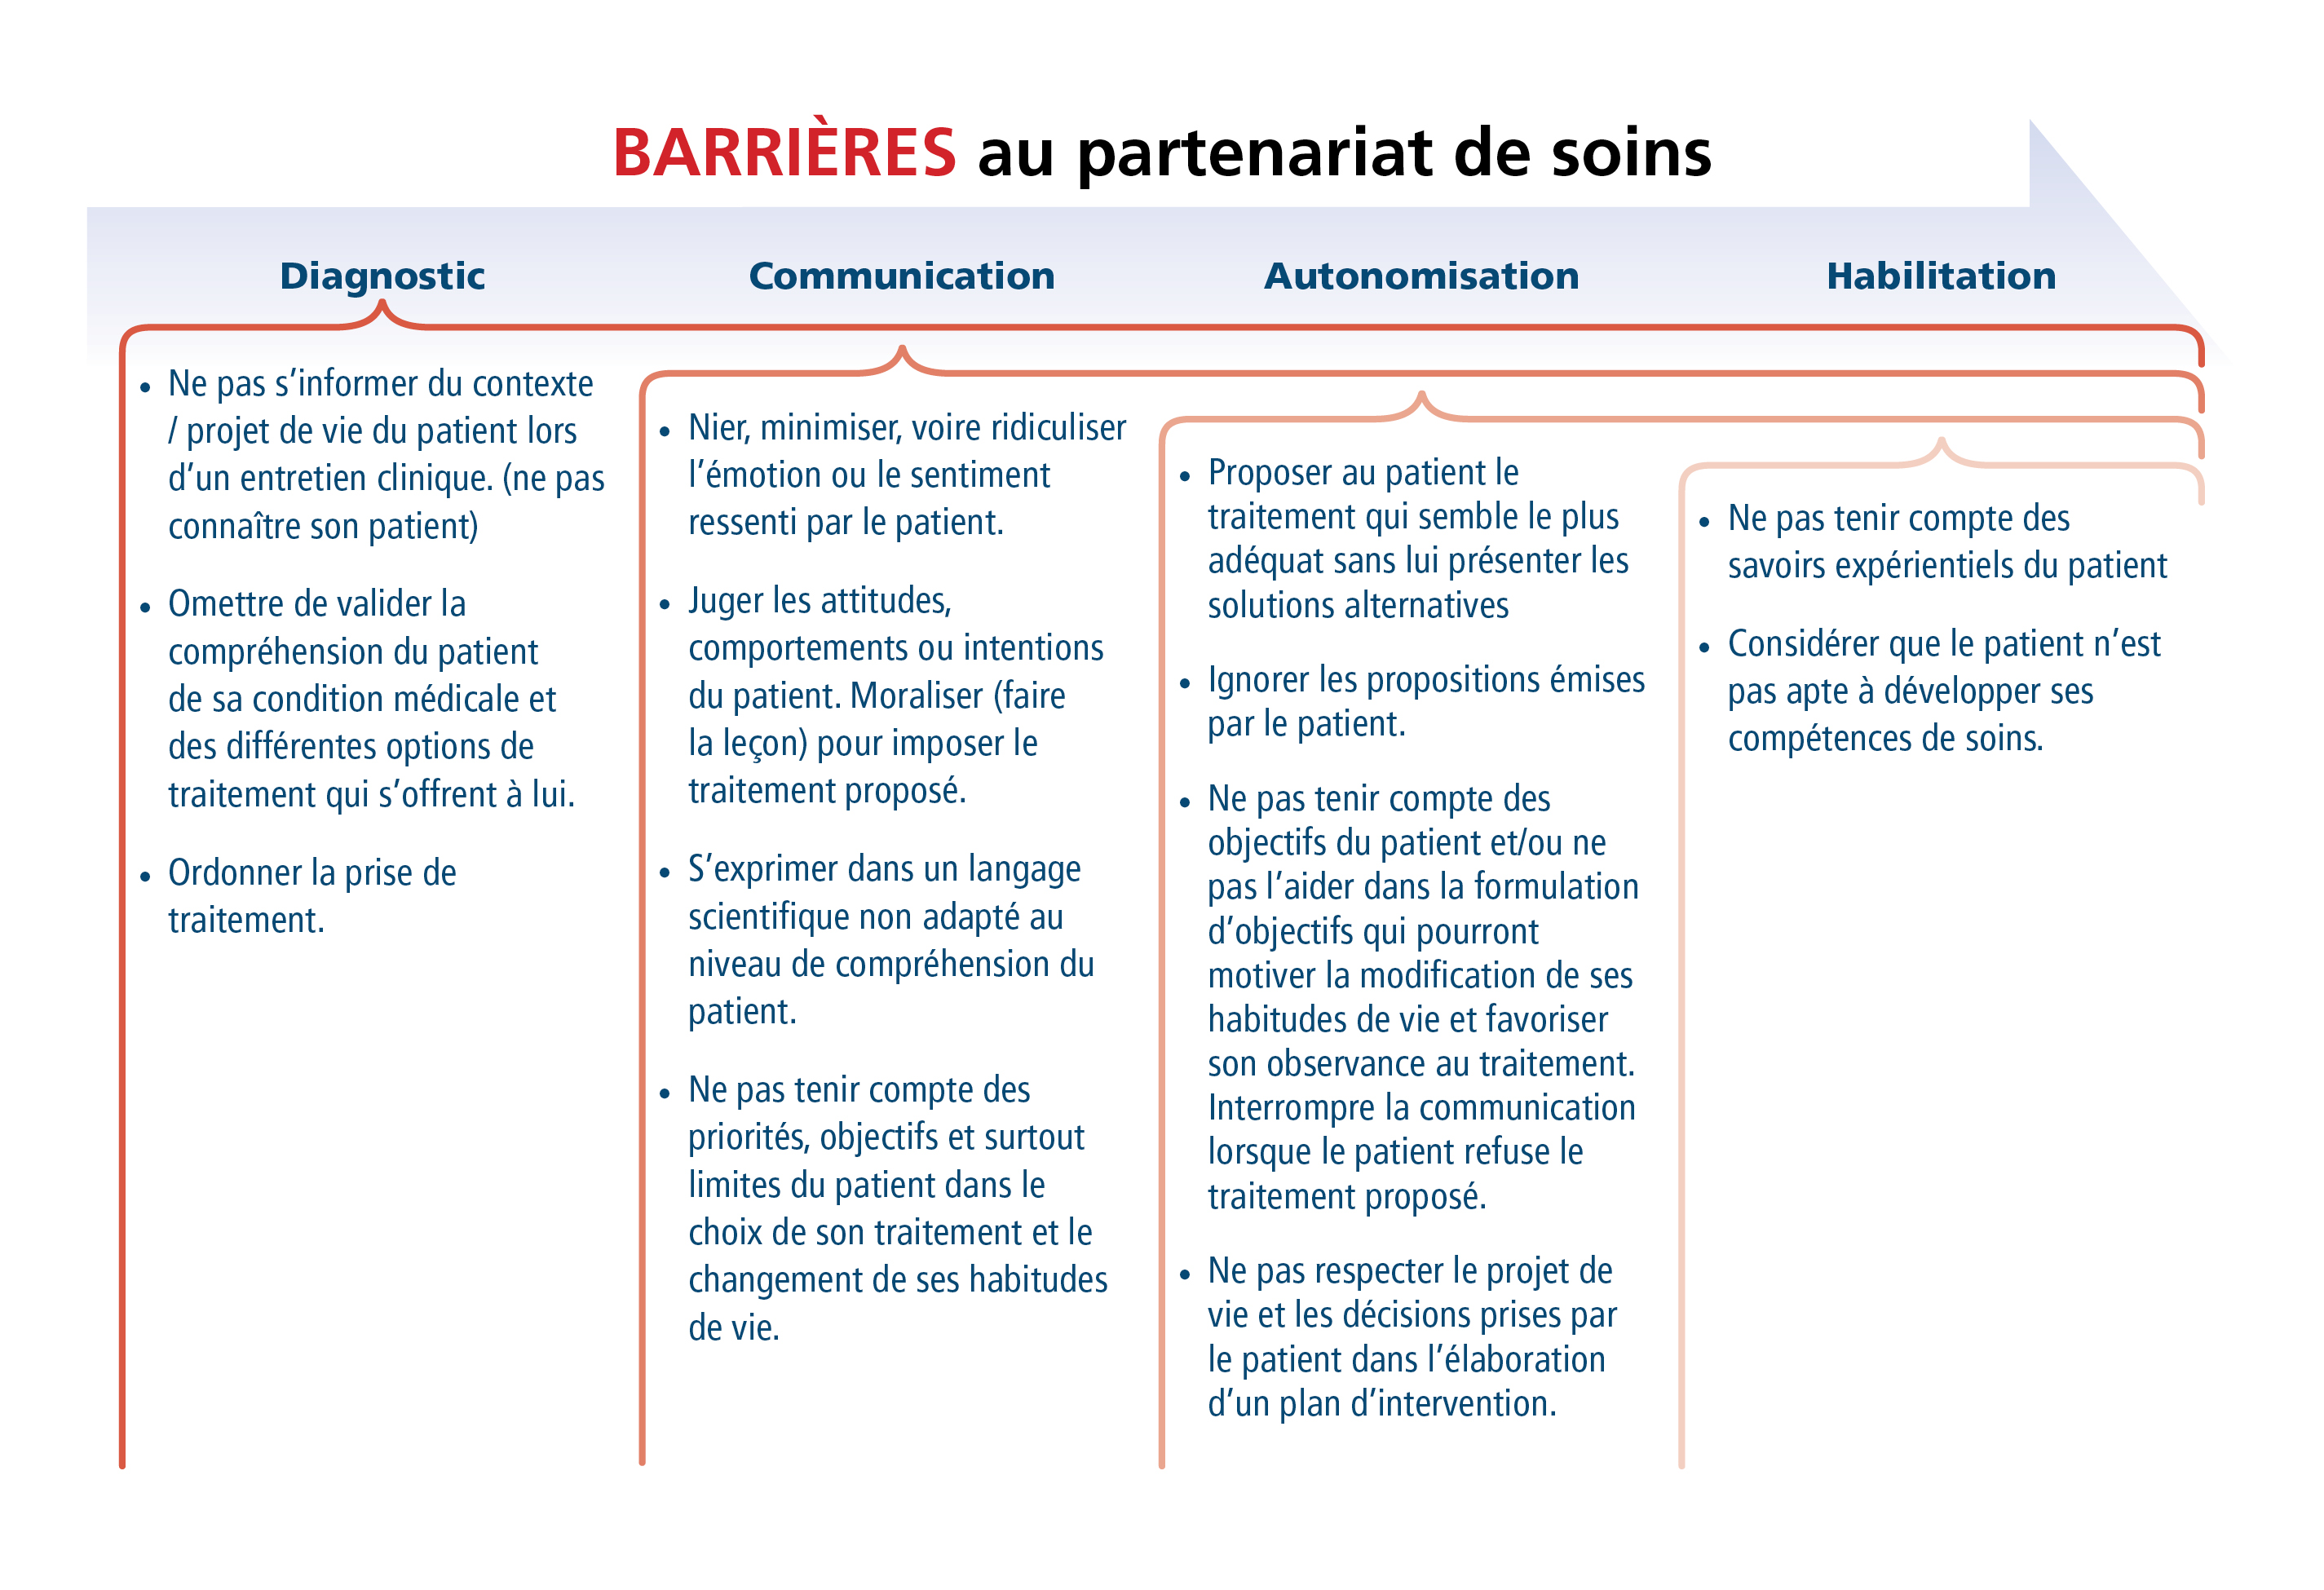 BARRIÈRES au partenariat de soins
Diagnostic
Communication
Autonomisation
Habilitation
• Ne pas s’informer du contexte
/ projet de vie du patient lors
d’un entretien clinique. (ne pas
connaître son patient)
• Omettre de valider la
compréhension du patient
de sa condition médicale et
des différentes options de
traitement qui s’offrent à lui.
• Ordonner la prise de
traitement.
• Nier, minimiser, voire ridiculiser
l’émotion ou le sentiment
ressenti par le patient.
• Juger les attitudes,
comportements ou intentions
du patient. Moraliser (faire
la leçon) pour imposer le
traitement proposé.
• S’exprimer dans un langage
scientifique non adapté au
niveau de compréhension du
patient.
• Ne pas tenir compte des
priorités, objectifs et surtout
limites du patient dans le
choix de son traitement et le
changement de ses habitudes
de vie.
• Proposer au patient le
traitement qui semble le plus
adéquat sans lui présenter les
solutions alternatives
• Ignorer les propositions émises
par le patient.
• Ne pas tenir compte des
objectifs du patient et/ou ne
pas l’aider dans la formulation
d’objectifs qui pourront
motiver la modification de ses
habitudes de vie et favoriser
son observance au traitement.
Interrompre la communication
lorsque le patient refuse le
traitement proposé.
• Ne pas respecter le projet de
vie et les décisions prises par
le patient dans l’élaboration
d’un plan d’intervention.
• Ne pas tenir compte des
savoirs expérientiels du patient
• Considérer que le patient n’est
pas apte à développer ses
compétences de soins.